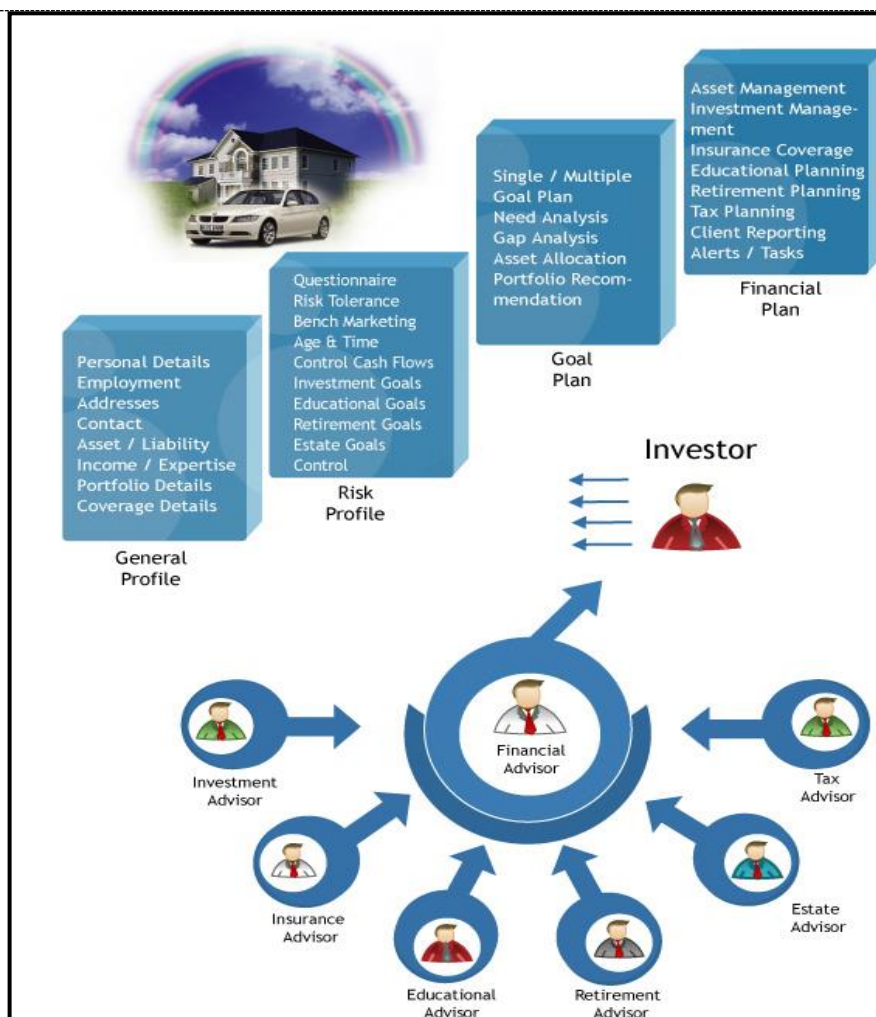 Asset Management
Investment Manage-
ment
Insurance Coverage
Educational Planning
Retirement Planning
Tax Planning
Client Reporting
Alerts / Tasks
Financial
Plan
Single / Multiple
Goal Plan
Need Analysis
Gap Analysis
Asset Allocation
Portfolio Recom-
mendation
Goal
Plan
Questionnaire
Risk Tolerance
Bench Marketing
Age & Time
Control Cash Flows
Investment Goals
Educational Goals
Retirement Goals
Estate Goals
Control
Risk
Profile
Personal Details
Employment
Addresses
Contact
Asset / Liability
Income / Expertise
Portfolio Details
Coverage Details
General
Profile
Investor
Financial
Advisor
Investment
Advisor
Tax
Advisor
Insurance
Advisor
Estate
Advisor
Educational
Advisor
Retirement
Advisor